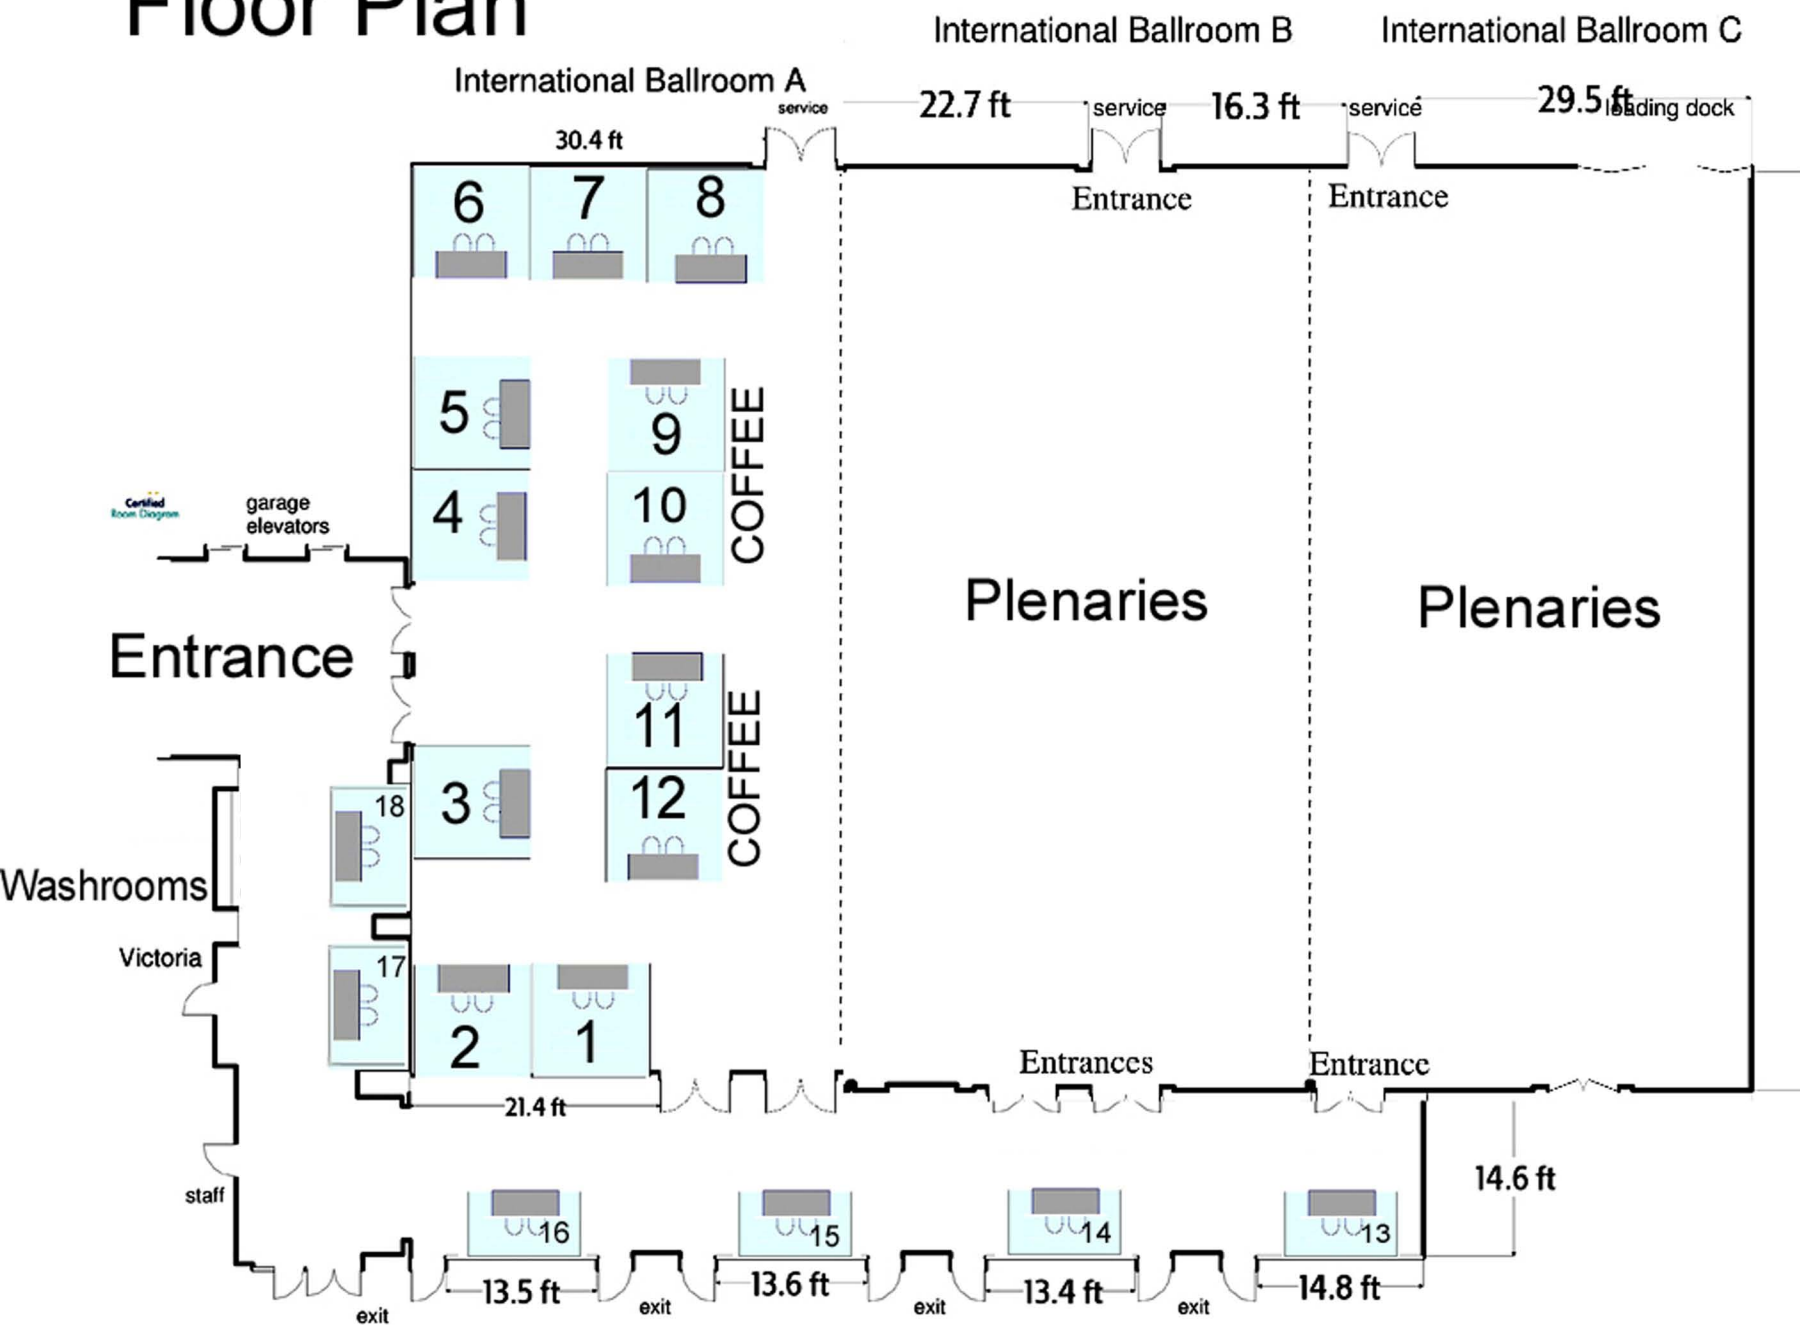 Floor Plan
International Ballroom B
International Ballroom C
International Ballroom A
service
22.7 ft
service
16.3 ft
service
29.5 ft
loading dock
30.4 ft
6
7
8
Entrance
Entrance
5
9
COFFEE
4
10
Certified
Room Diagram
garage
elevators
Entrance
Plenaries
Plenaries
11
COFFEE
3
12
18
Washrooms
Victoria
17
2
1
Entrances
Entrance
21.4 ft
14.6 ft
staff
16
15
14
13
13.5 ft
13.6 ft
13.4 ft
14.8 ft
exit
exit
exit
exit